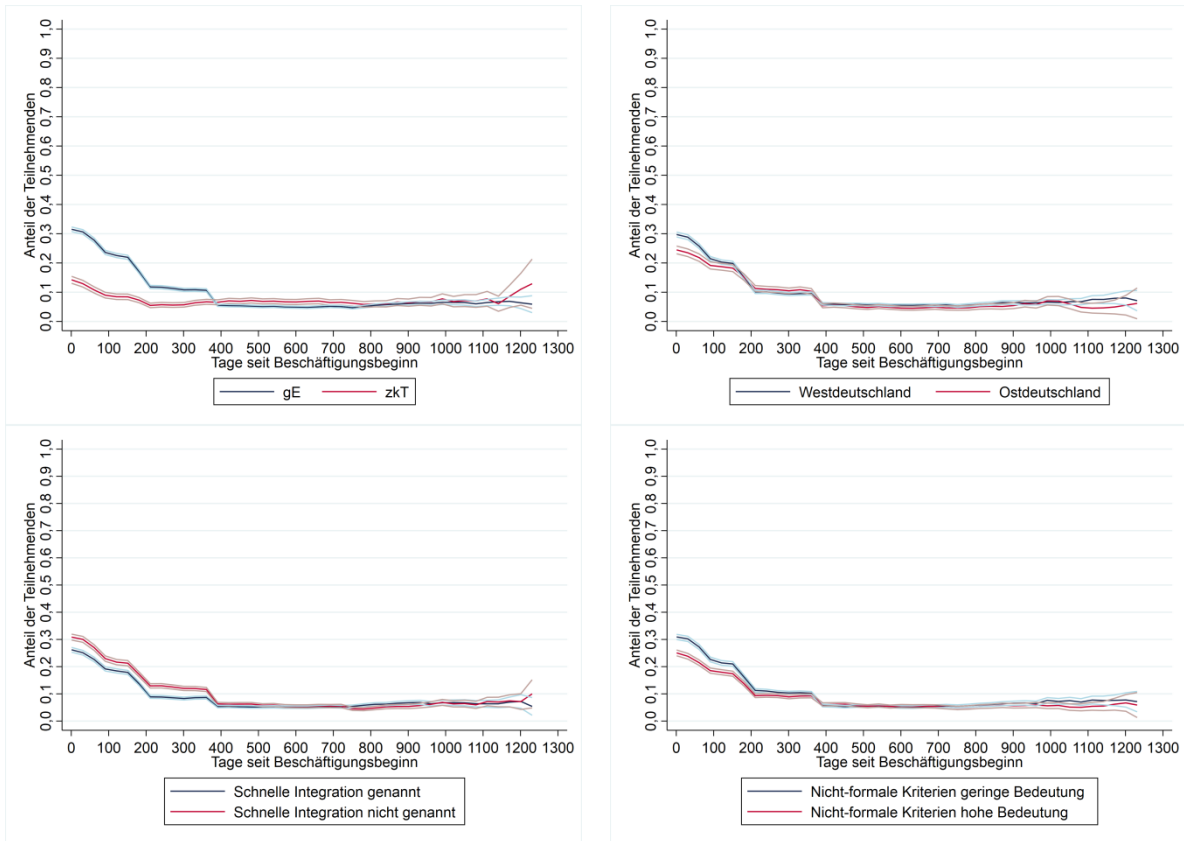 Anteil der Teilnehmenden
1,0
0,9
0,8
0,7
0,6
0,5
0,4
0,3
0,2
0,1
0,0
0 100 200 300 400 500 600 700 800 900 1000 1100 1200 1300
Tage seit Beschäftigungsbeginn
gE zkT
Anteil der Teilnehmenden
1,0
0,9
0,8
0,7
0,6
0,5
0,4
0,3
0,2
0,1
0,0
0 100 200 300 400 500 600 700 800 900 1000 1100 1200 1300
Tage seit Beschäftigungsbeginn
Westdeutschland Ostdeutschland
Anteil der Teilnehmenden
1,0
0,9
0,8
0,7
0,6
0,5
0,4
0,3
0,2
0,1
0,0
0 100 200 300 400 500 600 700 800 900 1000 1100 1200 1300
Tage seit Beschäftigungsbeginn
Schnelle Integration genannt
Schnelle Integration nicht genannt
Anteil der Teilnehmenden
1,0
0,9
0,8
0,7
0,6
0,5
0,4
0,3
0,2
0,1
0,0
0 100 200 300 400 500 600 700 800 900 1000 1100 1200 1300
Tage seit Beschäftigungsbeginn
Nicht-formale Kriterien geringe Bedeutung
Nicht-formale Kriterien hohe Bedeutung